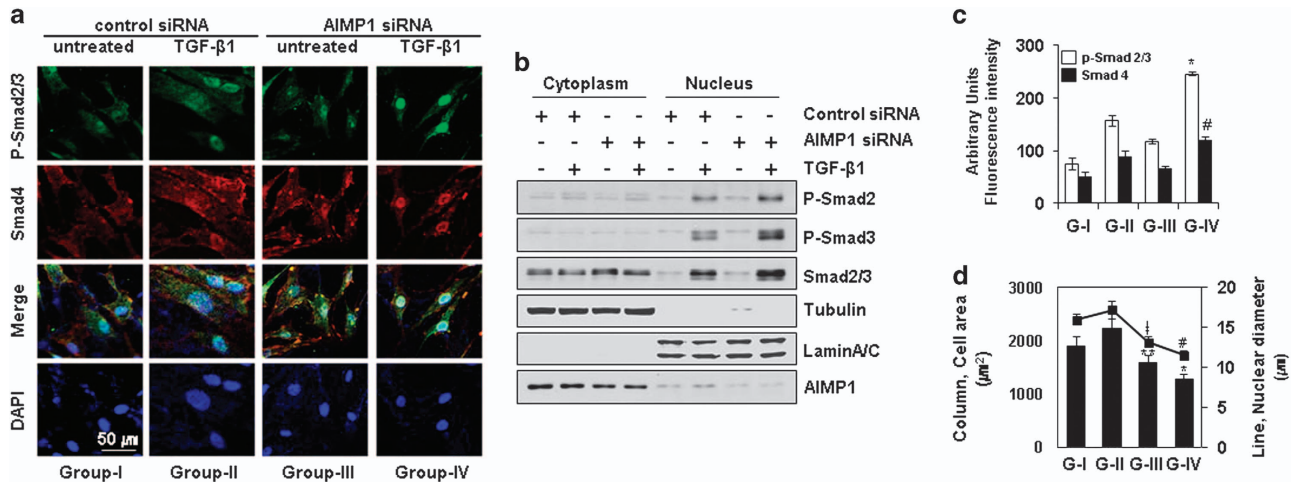 a
control siRNA AIMP1 siRNA
untreated TGF-β1 untreated TGF-β1
P-Smad2/3
Smad4
Merge
DAPI
50 μm
Group-I Group-II Group-III Group-IV
b
Cytoplasm Nucleus
+ + - - + + - - Control siRNA
- - + + - - + + AIMP1 siRNA
- + - + - + - + TGF-β1
P-Smad2
P-Smad3
Smad2/3
Tubulin
LaminA/C
AIMP1
c
Arbitrary Units
Fluorescence intensity
300
200
100
0
p-Smad 2/3
Smad 4
*
#
G-I G-II G-III G-IV
d
Column, Cell area
(μm²)
3000
2000
1000
0
‡
**
#
*
20
15
10
5
0
Line, Nuclear diameter
(μm)
G-I G-II G-III G-IV